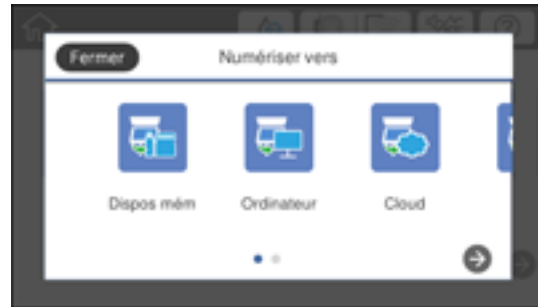 Fermer
Numériser vers
Dispos mém
Ordinateur
Cloud